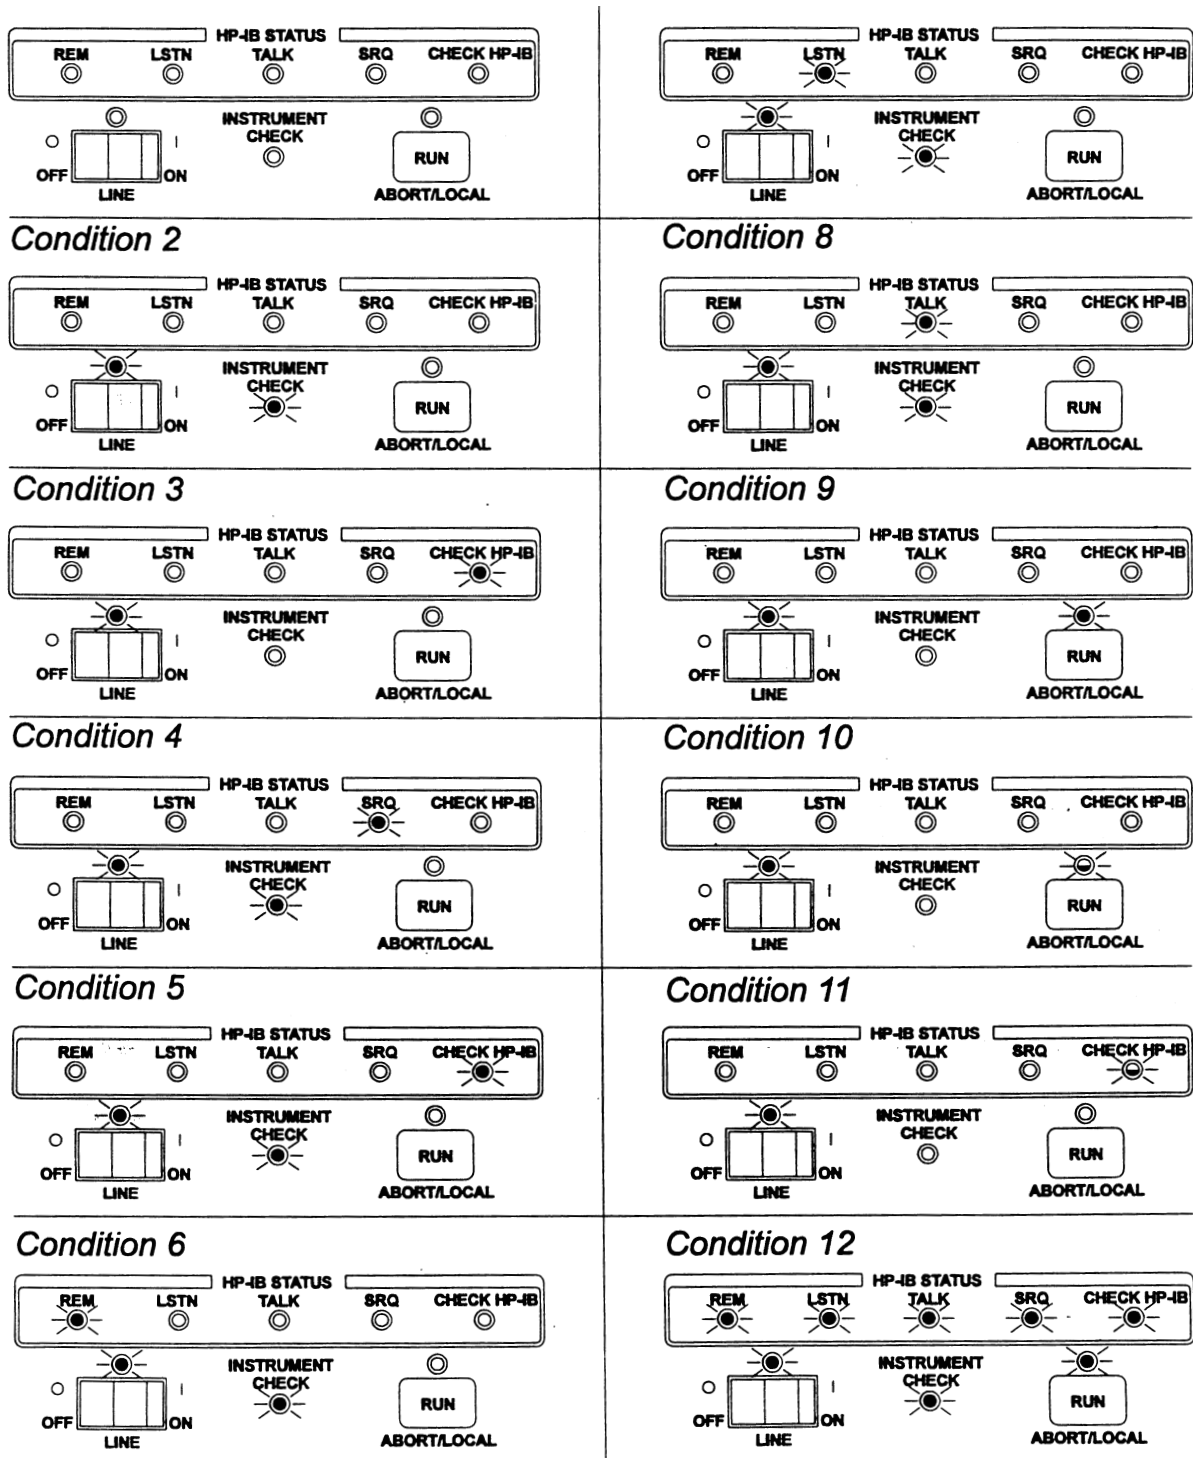 HP-IB STATUS
REM LSTN TALK SRQ CHECK HP-IB
INSTRUMENT
CHECK
OFF ON RUN
LINE ABORT/LOCAL
Condition 2
HP-IB STATUS
REM LSTN TALK SRQ CHECK HP-IB
INSTRUMENT
CHECK
OFF ON RUN
LINE ABORT/LOCAL
Condition 3
HP-IB STATUS
REM LSTN TALK SRQ CHECK HP-IB
INSTRUMENT
CHECK
OFF ON RUN
LINE ABORT/LOCAL
Condition 4
HP-IB STATUS
REM LSTN TALK SRQ CHECK HP-IB
INSTRUMENT
CHECK
OFF ON RUN
LINE ABORT/LOCAL
Condition 5
HP-IB STATUS
REM LSTN TALK SRQ CHECK HP-IB
INSTRUMENT
CHECK
OFF ON RUN
LINE ABORT/LOCAL
Condition 6
HP-IB STATUS
REM LSTN TALK SRQ CHECK HP-IB
INSTRUMENT
CHECK
OFF ON RUN
LINE ABORT/LOCAL
HP-IB STATUS
REM LSTN TALK SRQ CHECK HP-IB
INSTRUMENT
CHECK
OFF ON RUN
LINE ABORT/LOCAL
Condition 8
HP-IB STATUS
REM LSTN TALK SRQ CHECK HP-IB
INSTRUMENT
CHECK
OFF ON RUN
LINE ABORT/LOCAL
Condition 9
HP-IB STATUS
REM LSTN TALK SRQ CHECK HP-IB
INSTRUMENT
CHECK
OFF ON RUN
LINE ABORT/LOCAL
Condition 10
HP-IB STATUS
REM LSTN TALK SRQ CHECK HP-IB
INSTRUMENT
CHECK
OFF ON RUN
LINE ABORT/LOCAL
Condition 11
HP-IB STATUS
REM LSTN TALK SRQ CHECK HP-IB
INSTRUMENT
CHECK
OFF ON RUN
LINE ABORT/LOCAL
Condition 12
HP-IB STATUS
REM LSTN TALK SRQ CHECK HP-IB
INSTRUMENT
CHECK
OFF ON RUN
LINE ABORT/LOCAL